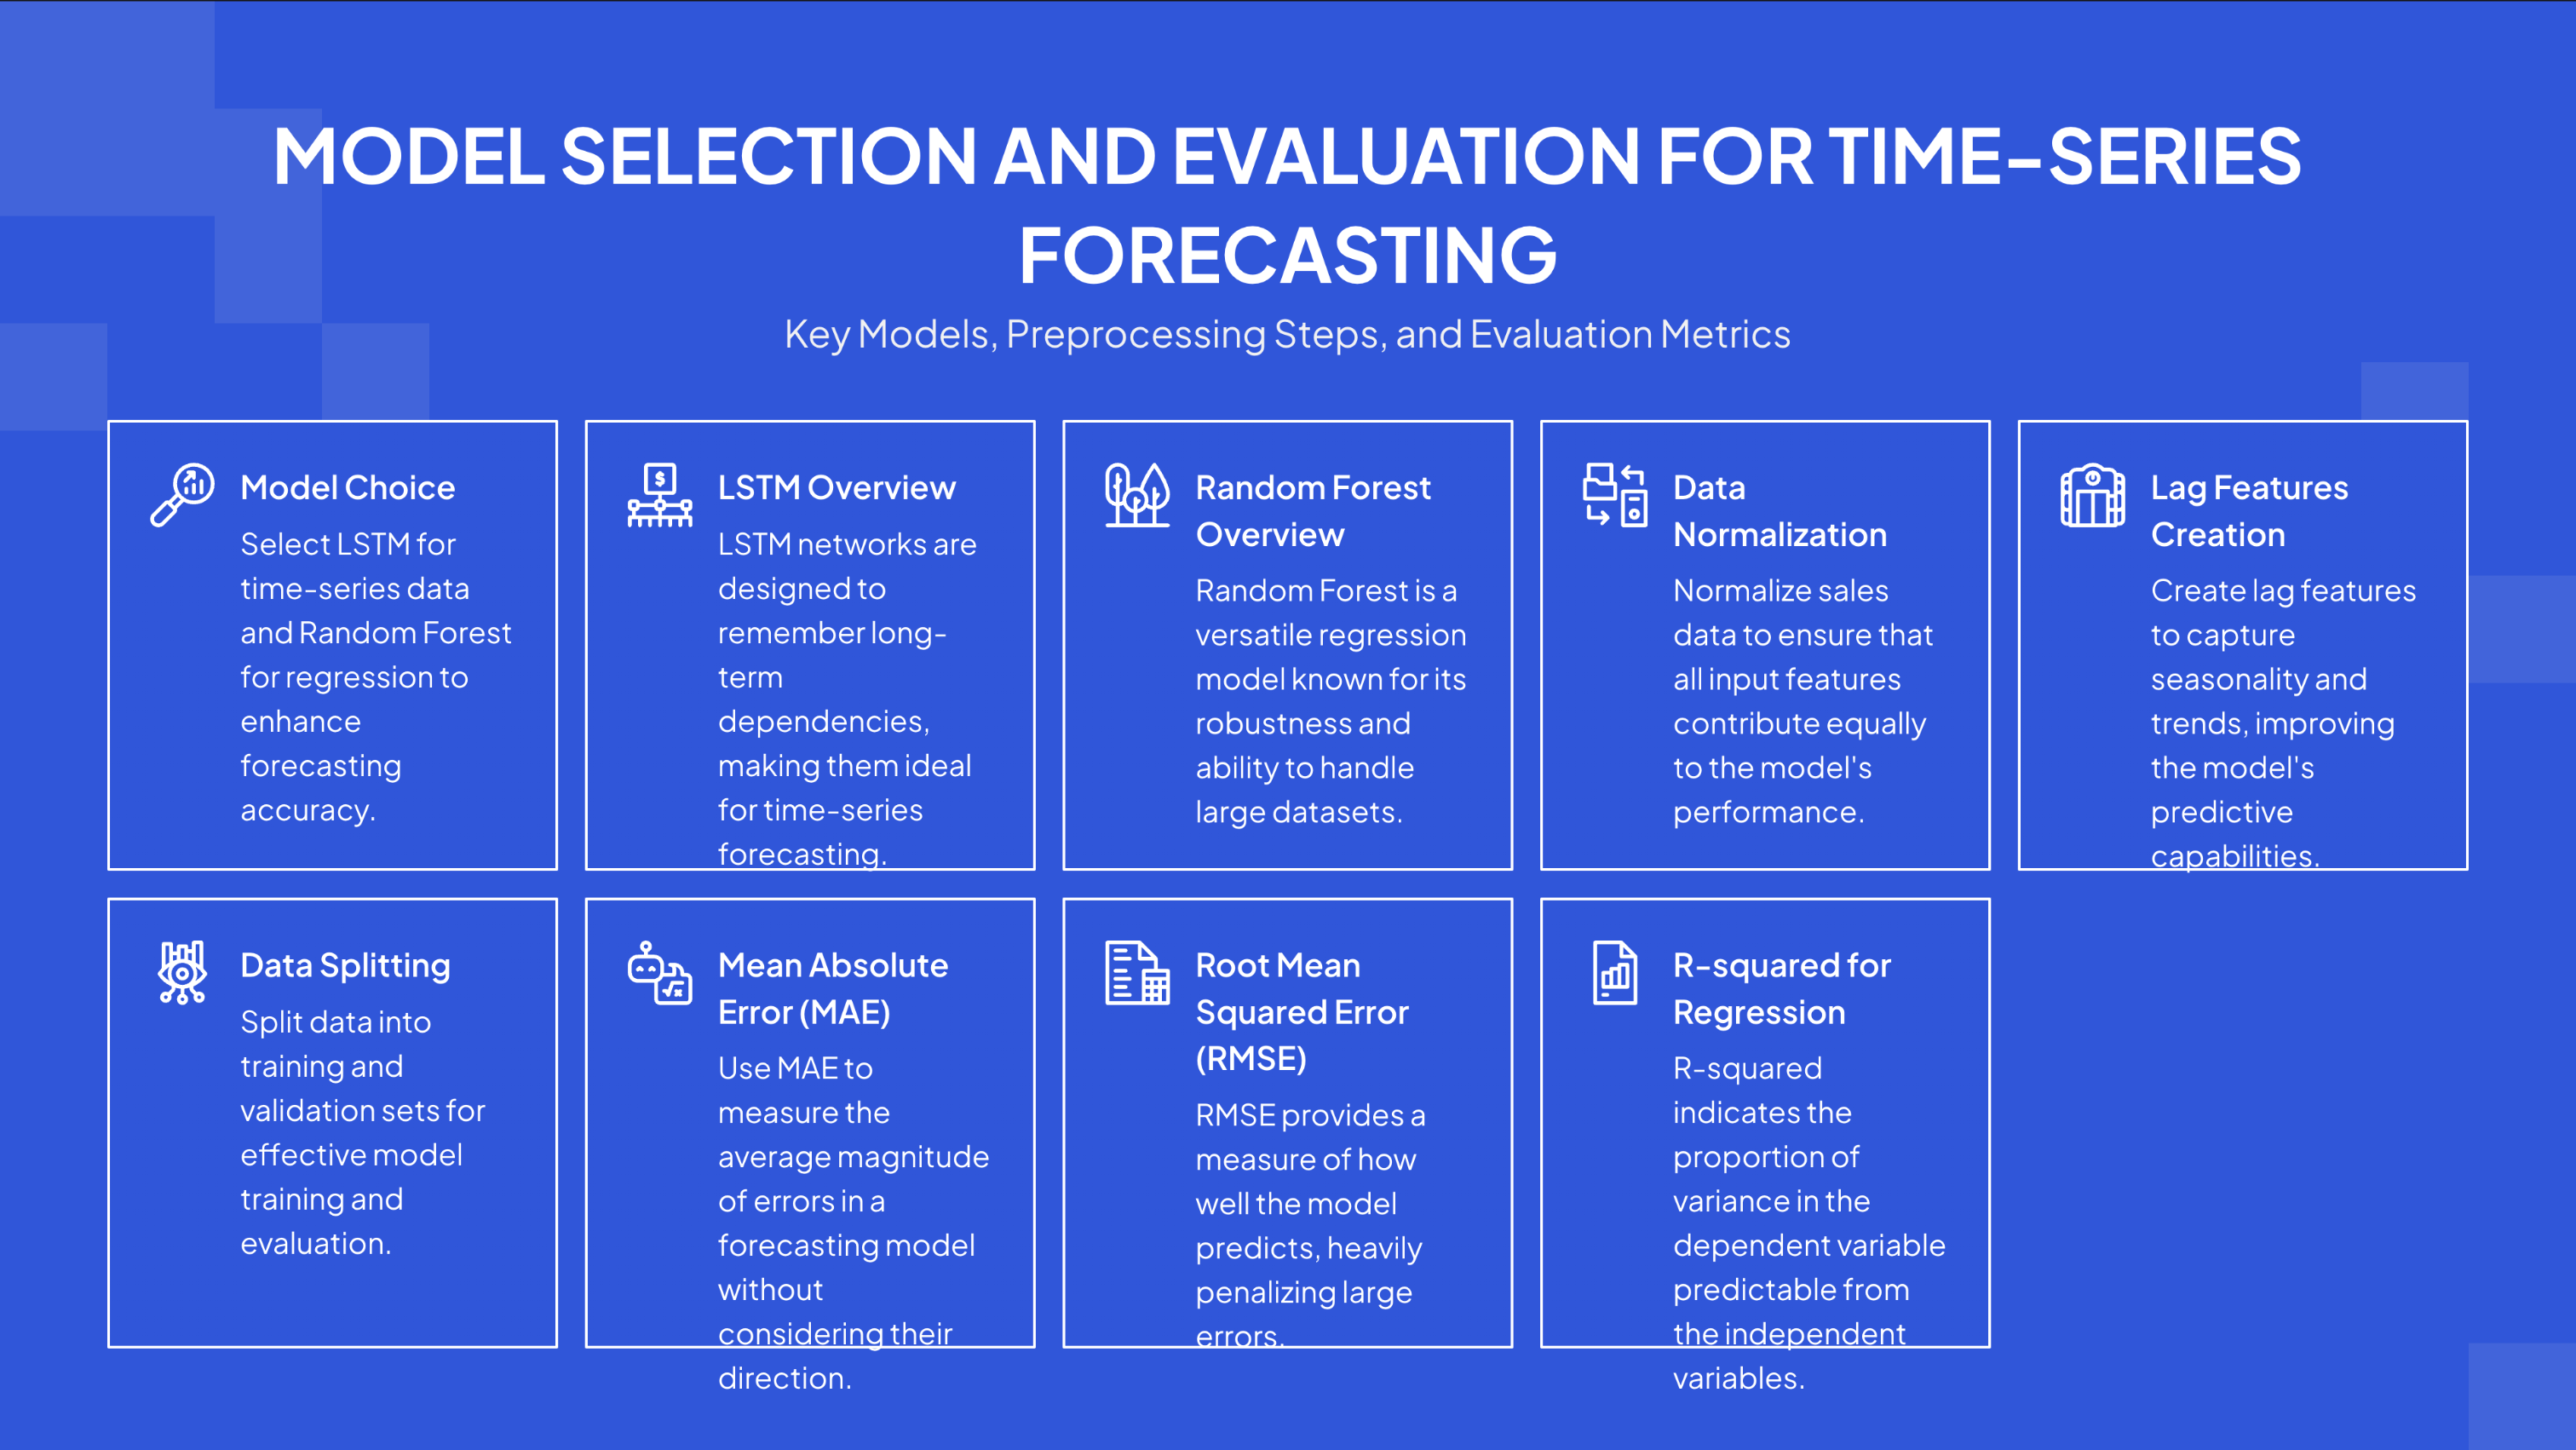 MODEL SELECTION AND EVALUATION FOR TIME-SERIES
FORECASTING
Key Models, Preprocessing Steps, and Evaluation Metrics
Model Choice
Select LSTM for
time-series data
and Random Forest
for regression to
enhance
forecasting
accuracy.
$
LSTM Overview
LSTM networks are
designed to
remember long-
term
dependencies,
making them ideal
for time-series
forecasting.
Random Forest
Overview
Random Forest is a
versatile regression
model known for its
robustness and
ability to handle
large datasets.
Data
Normalization
Normalize sales
data to ensure that
all input features
contribute equally
to the model's
performance.
Lag Features
Creation
Create lag features
to capture
seasonality and
trends, improving
the model's
predictive
capabilities.
Data Splitting
Split data into
training and
validation sets for
effective model
training and
evaluation.
√x
Mean Absolute
Error (MAE)
Use MAE to
measure the
average magnitude
of errors in a
forecasting model
without
considering their
direction.
Root Mean
Squared Error
(RMSE)
RMSE provides a
measure of how
well the model
predicts, heavily
penalizing large
errors.
R-squared for
Regression
R-squared
indicates the
proportion of
variance in the
dependent variable
predictable from
the independent
variables.